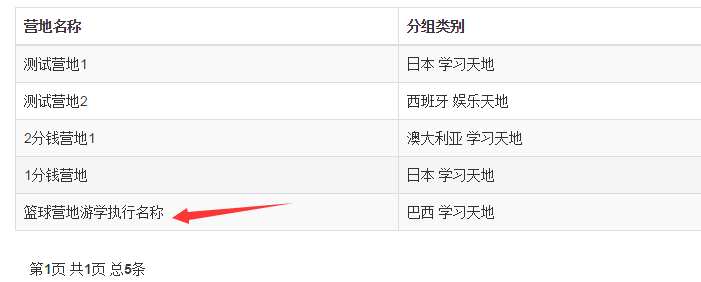 营地名称 分组类别
测试营地1 日本 学习天地
测试营地2 西班牙 娱乐天地
2分钱营地1 澳大利亚 学习天地
1分钱营地 日本 学习天地
篮球营地游学执行名称 巴西 学习天地
第1页 共1页 总5条